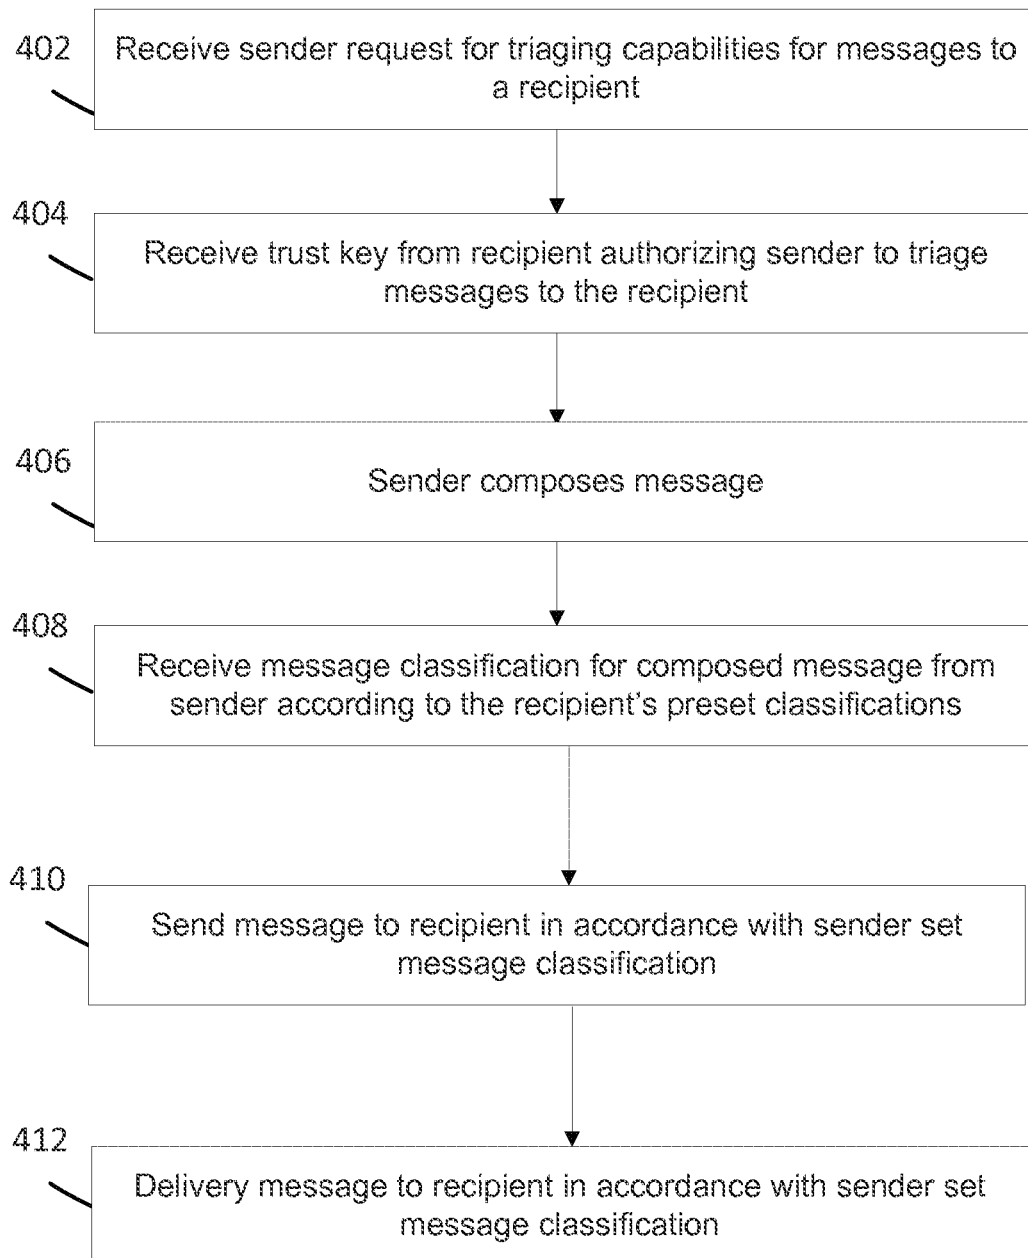 402
Receive sender request for triaging capabilities for messages to
a recipient
404
Receive trust key from recipient authorizing sender to triage
messages to the recipient
406
Sender composes message
408
Receive message classification for composed message from
sender according to the recipient's preset classifications
410
Send message to recipient in accordance with sender set
message classification
412
Delivery message to recipient in accordance with sender set
message classification